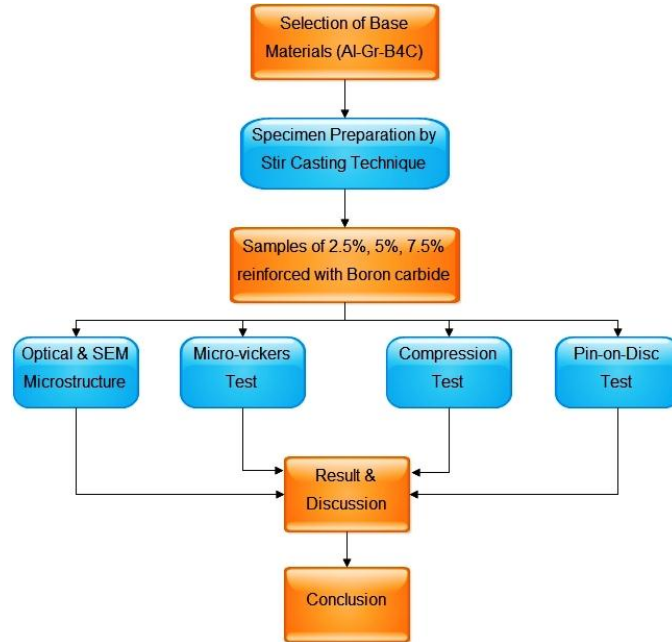 Selection of Base
Materials (Al-Gr-B4C)
Specimen Preparation by
Stir Casting Technique
Samples of 2.5%, 5%, 7.5%
reinforced with Boron carbide
Optical & SEM
Microstructure
Micro-vickers
Test
Compression
Test
Pin-on-Disc
Test
Result &
Discussion
Conclusion